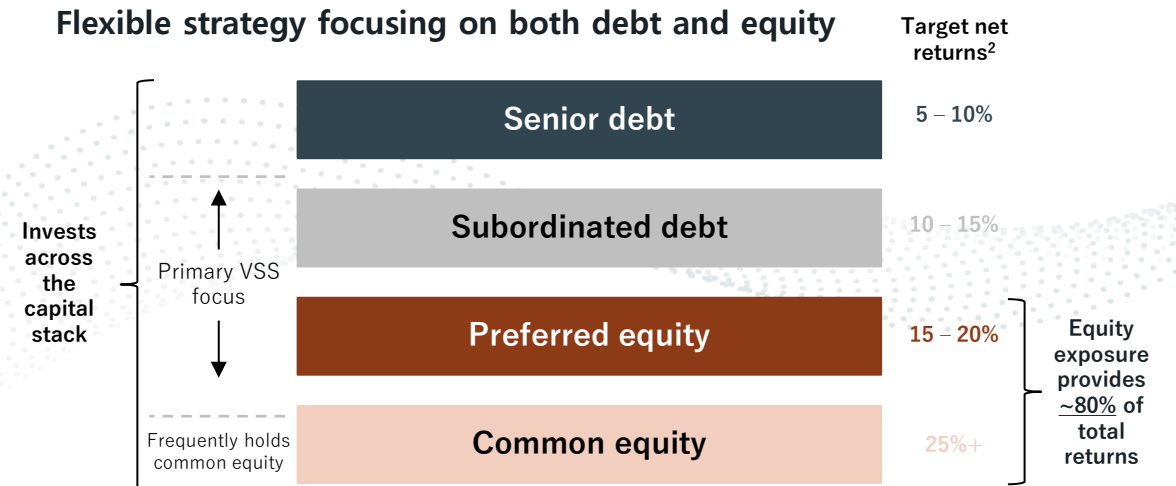 Flexible strategy focusing on both debt and equity
Target net
returns²
Senior debt
5 – 10%
Subordinated debt
10 – 15%
Invests
across
the
capital
stack
Primary VSS
focus
Preferred equity
15 – 20%
Equity
exposure
provides
~80% of
total
returns
Frequently holds
common equity
Common equity
25%+